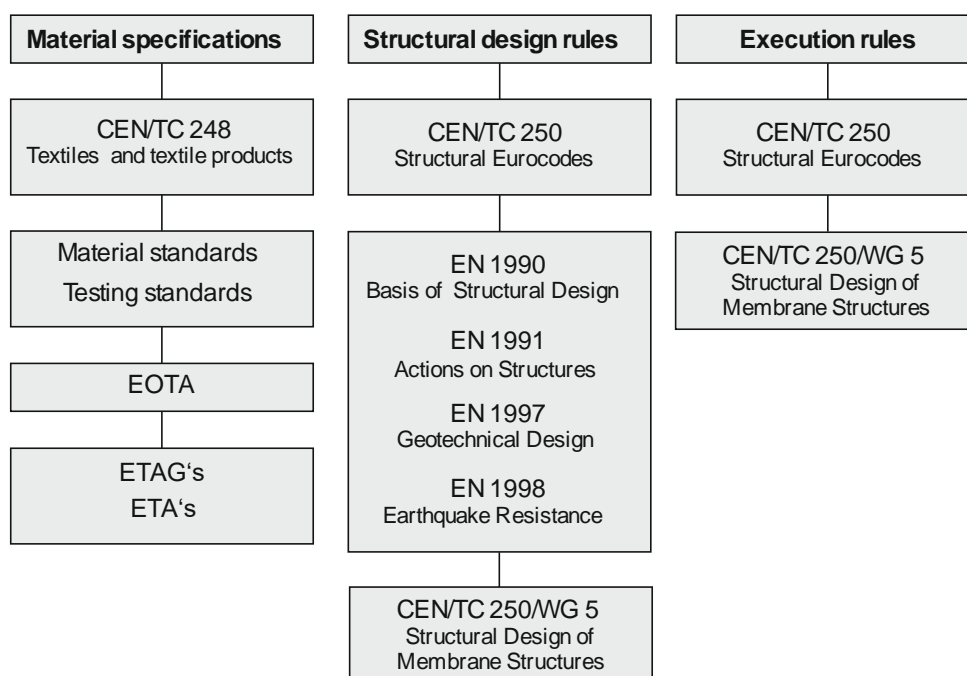 Material specifications
CEN/TC 248
Textiles and textile products
Material standards
Testing standards
EOTA
ETAG‘s
ETA‘s
Structural design rules
CEN/TC 250
Structural Eurocodes
EN 1990
Basis of Structural Design
EN 1991
Actions on Structures
EN 1997
Geotechnical Design
EN 1998
Earthquake Resistance
CEN/TC 250/WG 5
Structural Design of
Membrane Structures
Execution rules
CEN/TC 250
Structural Eurocodes
CEN/TC 250/WG 5
Structural Design of
Membrane Structures